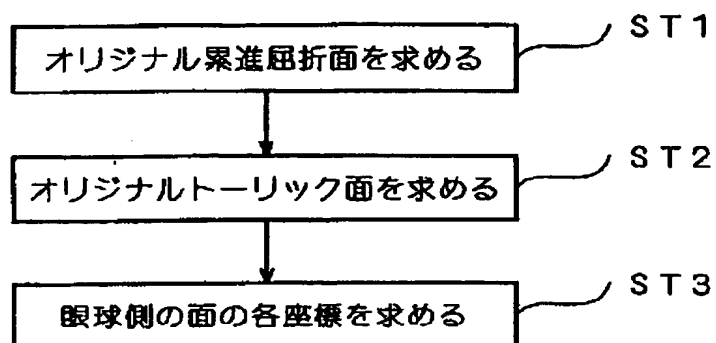 オリジナル累進屈折面を求める
ST1
オリジナルトーリック面を求める
ST2
眼球側の面の各座標を求める
ST3